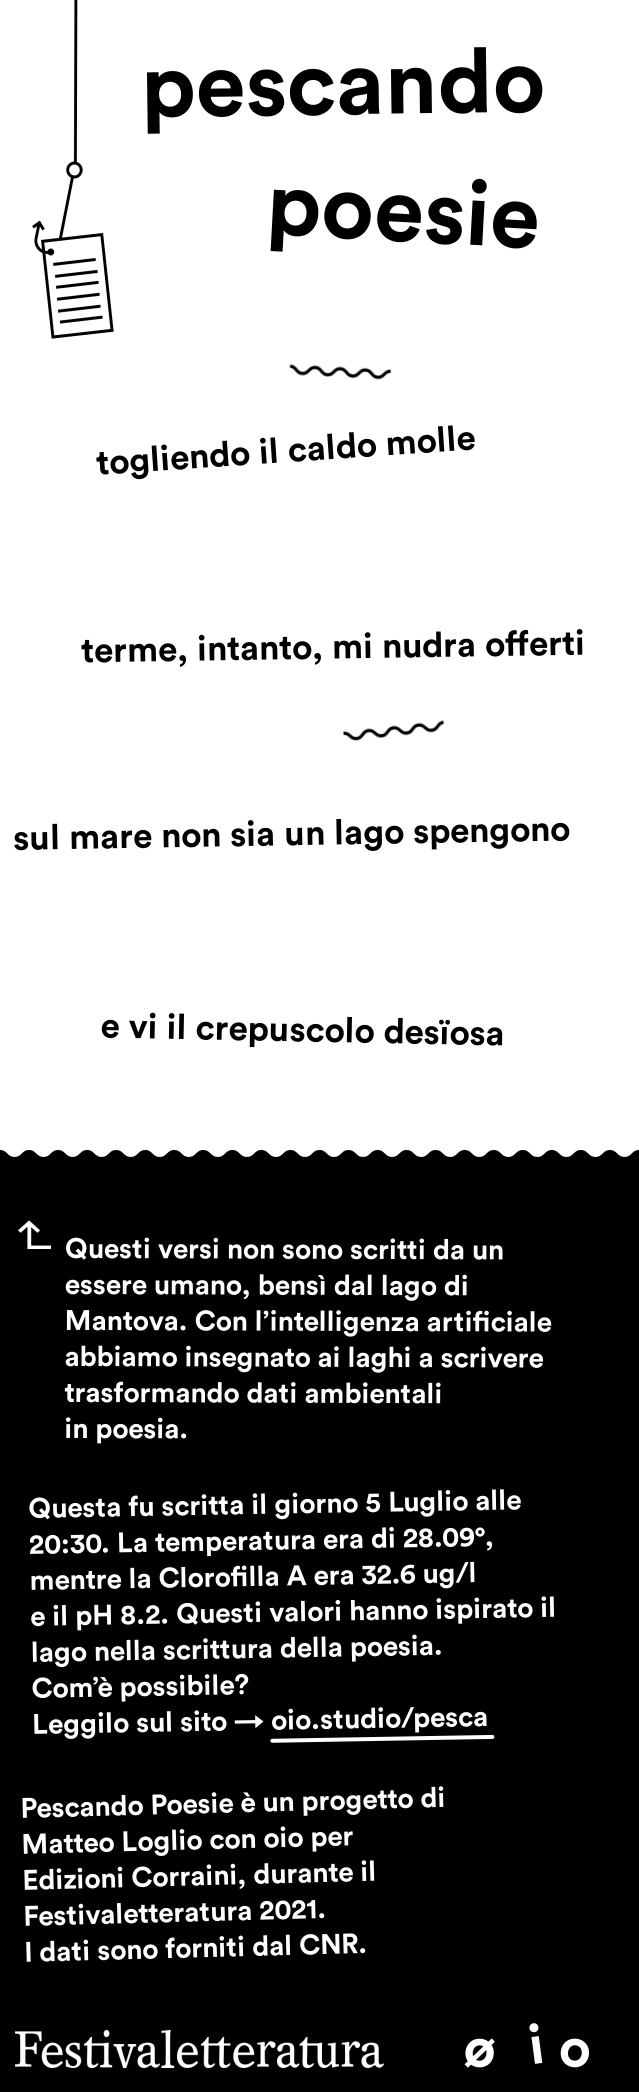 pescando
poesie
togliendo il caldo molle
terme, intanto, mi nudra offerti
sul mare non sia un lago spengono
e vi il crepuscolo desïosa
Questi versi non sono scritti da un
essere umano, bensì dal lago di
Mantova. Con l’intelligenza artificiale
abbiamo insegnato ai laghi a scrivere
trasformando dati ambientali
in poesia.
Questa fu scritta il giorno 5 Luglio alle
20:30. La temperatura era di 28.09°,
mentre la Clorofilla A era 32.6 ug/l
e il pH 8.2. Questi valori hanno ispirato il
lago nella scrittura della poesia.
Com’è possibile?
Leggilo sul sito → oio.studio/pesca
Pescando Poesie è un progetto di
Matteo Loglio con oio per
Edizioni Corraini, durante il
Festivaletteratura 2021.
I dati sono forniti dal CNR.
Festivaletteratura ø i o